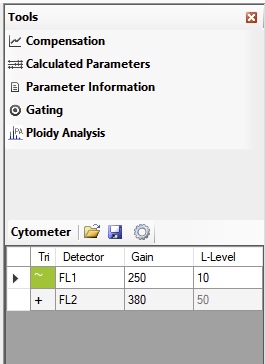 Tools
Compensation
Calculated Parameters
Parameter Information
Gating
PA Ploidy Analysis
Cytometer
Tri Detector Gain L-Level
~ FL1 250 10
+ FL2 380 50